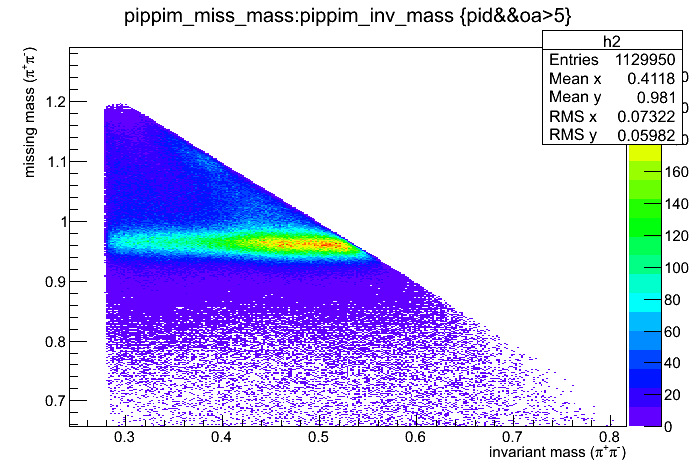 pippim_miss_mass:pippim_inv_mass {pid&&oa>5}
h2
Entries 1129950
Mean x 0.4118
Mean y 0.981
RMS x 0.07322
RMS y 0.05982
missing mass (π⁺π⁻)
1.2
1.1
1
0.9
0.8
0.7
0.3 0.4 0.5 0.6 0.7 0.8
invariant mass (π⁺π⁻)
160
140
120
100
80
60
40
20
0